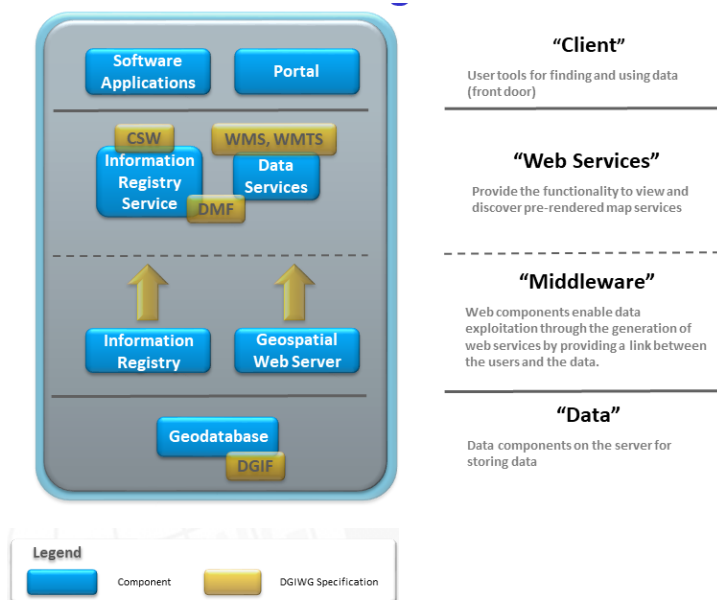 Software
Applications
Portal
“Client”
User tools for finding and using data
(front door)
CSW
WMS, WMTS
Information
Registry
Service
Data
Services
DMF
“Web Services”
Provide the functionality to view and
discover pre-rendered map services
“Middleware”
Web components enable data
exploitation through the generation of
web services by providing a link between
the users and the data.
Information
Registry
Geospatial
Web Server
“Data”
Data components on the server for
storing data
Geodatabase
DGIF
Legend
Component
DGIWG Specification